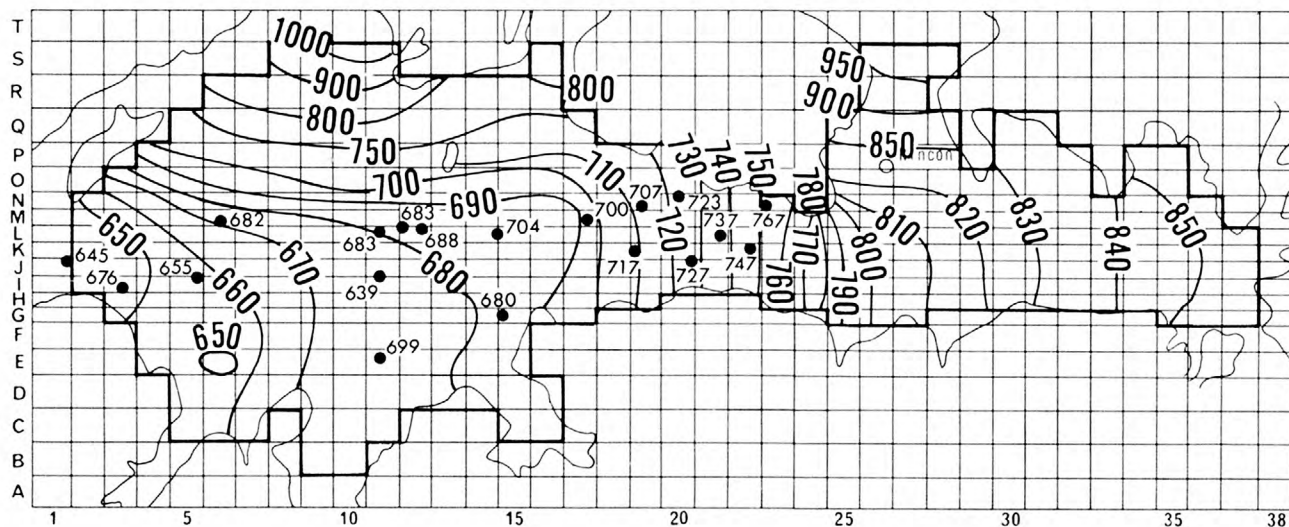 T
1000
S
950
900
R
800
900
800
Q
750
850
P
Rincon
730
740
750
O
700
710
N
690
707
723
780
820
830
M
682
683
700
737
767
810
850
L
683
688
704
720
770
800
840
K
650
670
680
717
727
747
645
J
676
655
660
639
760
790
I
H
680
G
650
F
699
E
D
C
B
A
1
5
10
15
20
25
30
35
38